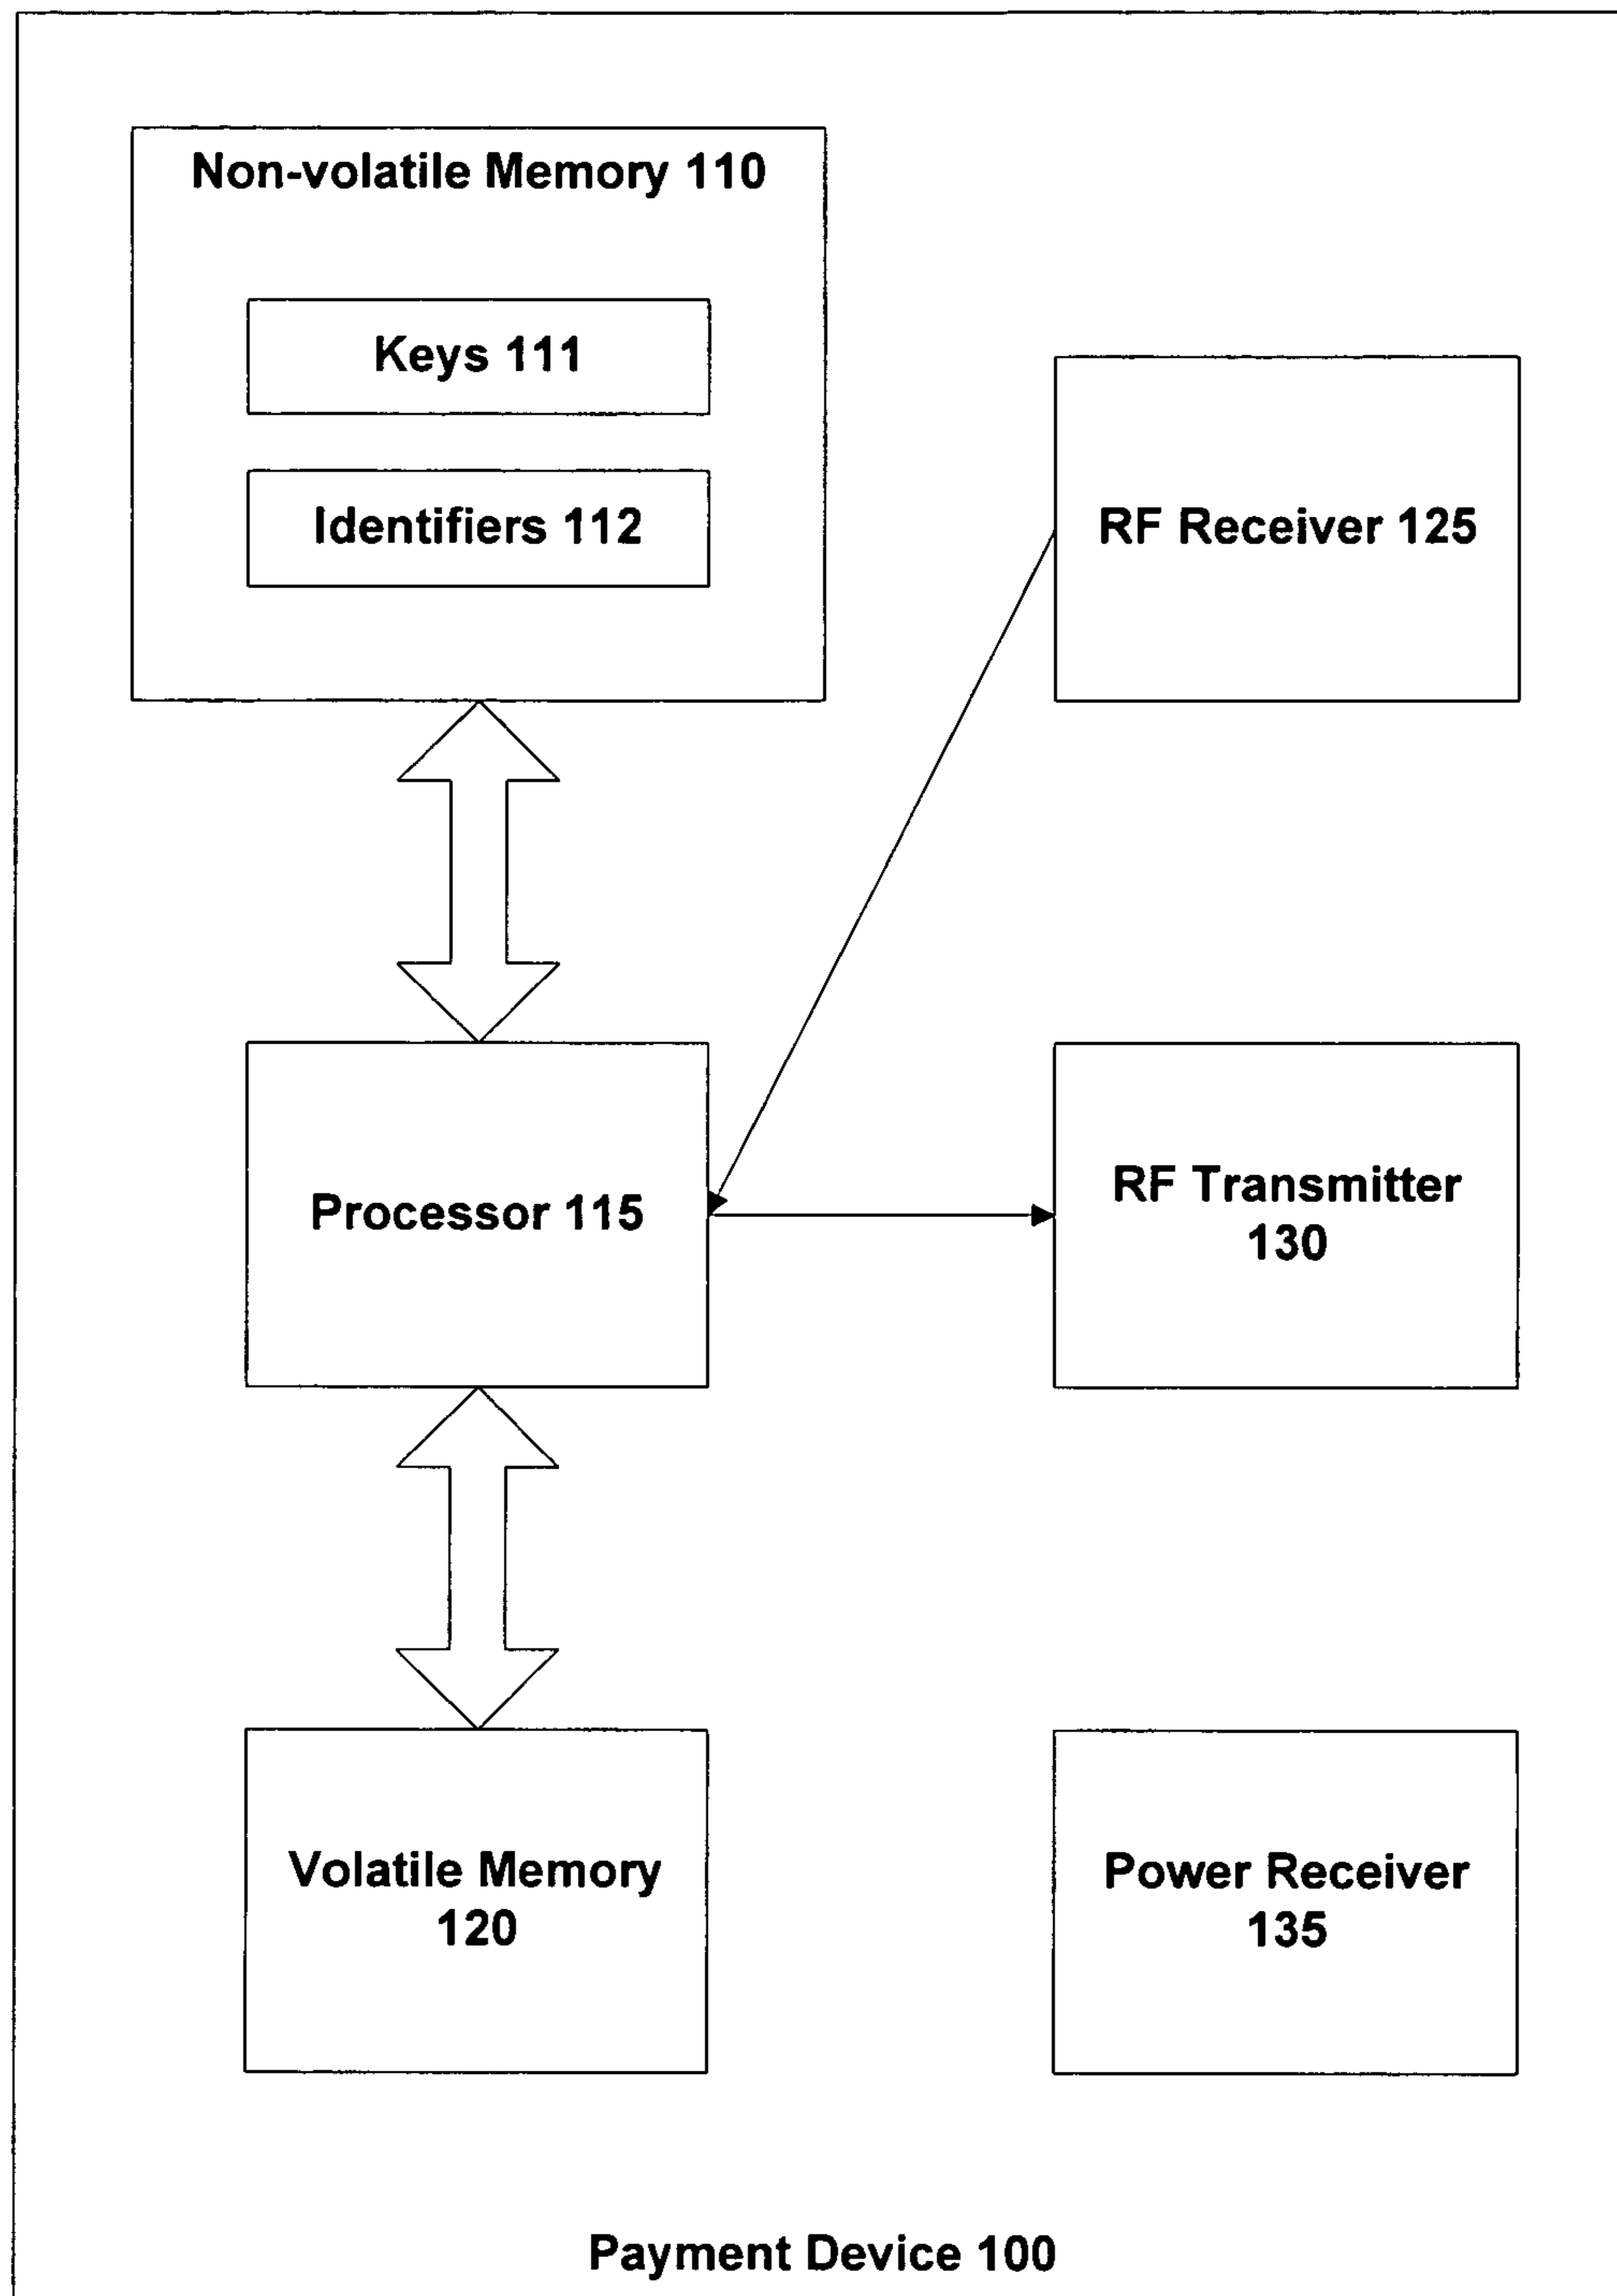 Non-volatile Memory 110
Keys 111
Identifiers 112
RF Receiver 125
Processor 115
RF Transmitter
130
Volatile Memory
120
Power Receiver
135
Payment Device 100